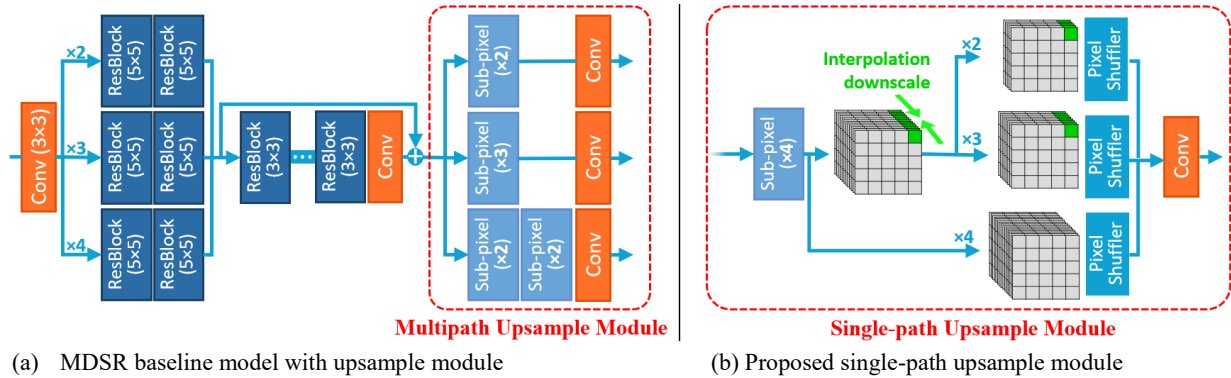 Conv (3×3)
×2
ResBlock
(5×5)
ResBlock
(5×5)
×3
ResBlock
(5×5)
ResBlock
(5×5)
×4
ResBlock
(5×5)
ResBlock
(5×5)
ResBlock
(3×3)
ResBlock
(3×3)
Conv
Sub-pixel
(×2)
Conv
Sub-pixel
(×3)
Conv
Sub-pixel
(×2)
Sub-pixel
(×2)
Conv
Multipath Upsample Module
(a) MDSR baseline model with upsample module
Sub-pixel
(×4)
Interpolation
downscale
×2
Pixel
Shuffler
×3
Pixel
Shuffler
×4
Pixel
Shuffler
Conv
Single-path Upsample Module
(b) Proposed single-path upsample module